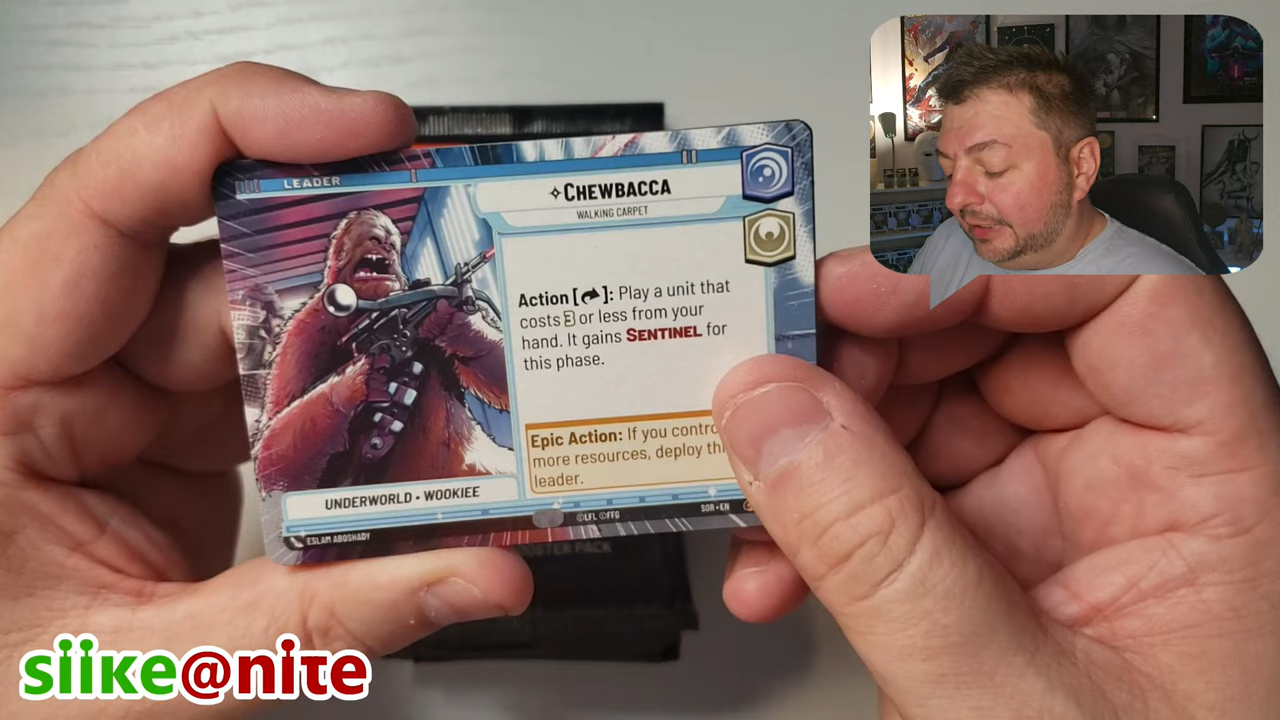 LEADER
CHEWBACCA
WALKING CARPET
Action [ ]: Play a unit that
costs 3 or less from your
hand. It gains SENTINEL for
this phase.
Epic Action: If you contro
more resources, deploy thi
leader.
UNDERWORLD • WOOKIEE
©LFL ©FFG
SOR • EN
ESLAM ABOSHADY
OOSTER PACK
siike@nite